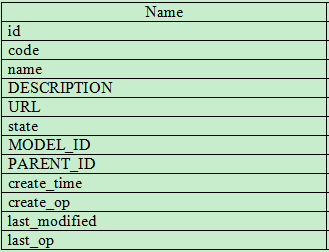 Name
id
code
name
DESCRIPTION
URL
state
MODEL_ID
PARENT_ID
create_time
create_op
last_modified
last_op